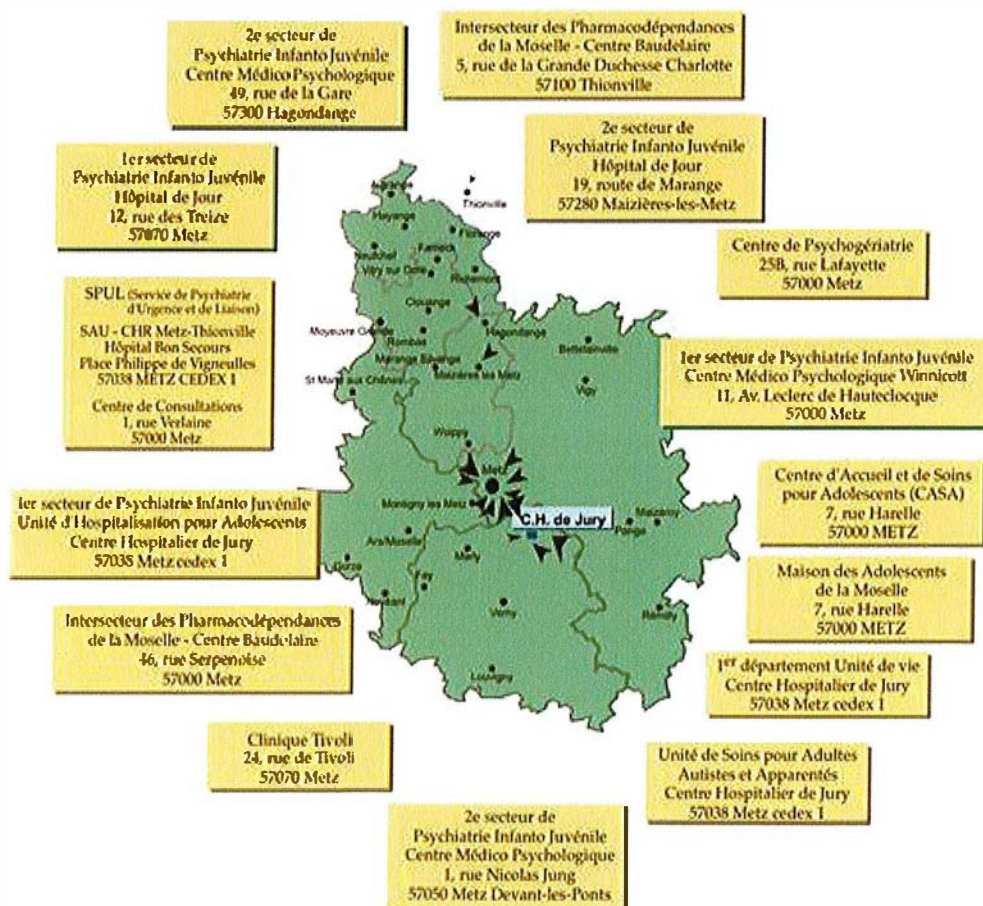 2e secteur de
Psychiatrie Infanto Juvénile
Centre Médico Psychologique
49, rue de la Gare
57300 Hagondange
Intersecteur des Pharmacodépendances
de la Moselle - Centre Baudelaire
5, rue de la Grande Duchesse Charlotte
57100 Thionville
2e secteur de
Psychiatrie Infanto Juvénile
Hôpital de Jour
19, route de Marange
57280 Maizières-les-Metz
1er secteur de
Psychiatrie Infanto Juvénile
Hôpital de Jour
12, rue des Treize
57070 Metz
Centre de Psychogériatrie
25B, rue Lafayette
57000 Metz
SPUL (Service de Psychiatrie
d'Urgence et de Liaison)
SAU - CHR Metz-Thionville
Hôpital Bon Secours
Place Philippe de Vigneulles
57038 METZ CEDEX 1
Centre de Consultations
1, rue Verlaine
57000 Metz
1er secteur de Psychiatrie Infanto Juvénile
Centre Médico Psychologique Winnicott
11, Av. Leclerc de Hauteclocque
57000 Metz
1er secteur de Psychiatrie Infanto Juvénile
Unité d'Hospitalisation pour Adolescents
Centre Hospitalier de Jury
57038 Metz cedex 1
Centre d'Accueil et de Soins
pour Adolescents (CASA)
7, rue Harelle
57000 METZ
Maison des Adolescents
de la Moselle
7, rue Harelle
57000 METZ
Intersecteur des Pharmacodépendances
de la Moselle - Centre Baudelaire
46, rue Serpenoise
57000 Metz
1er département Unité de vie
Centre Hospitalier de Jury
57038 Metz cedex 1
Clinique Tivoli
24, rue de Tivoli
57070 Metz
Unité de Soins pour Adultes
Autistes et Apparentés
Centre Hospitalier de Jury
57038 Metz cedex 1
2e secteur de
Psychiatrie Infanto Juvénile
Centre Médico Psychologique
1, rue Nicolas Jung
57050 Metz Devant-les-Ponts
Thionville
Hayange
Florange
Fameck
Vitry sur Orne
Richemont
Clouange
Moyeuvre Grande
Hagondange
Rombas
Bettelainville
Marange Silvange
Maizières les Metz
St Marie aux Chênes
Vigy
Woippy
Metz
Montigny les Metz
C.H. de Jury
Maizeroy
Pange
Ars/Moselle
Marly
Gorze
Fey
Novéant
Verny
Rémilly
Louvigny